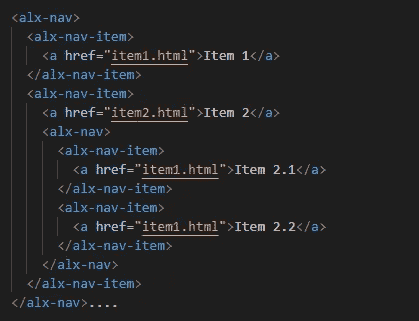 <alx-nav>
  <alx-nav-item>
    <a href="item1.html">Item 1</a>
  </alx-nav-item>
  <alx-nav-item>
    <a href="item2.html">Item 2</a>
    <alx-nav>
      <alx-nav-item>
        <a href="item1.html">Item 2.1</a>
      </alx-nav-item>
      <alx-nav-item>
        <a href="item1.html">Item 2.2</a>
      </alx-nav-item>
    </alx-nav>
  </alx-nav-item>
</alx-nav>....